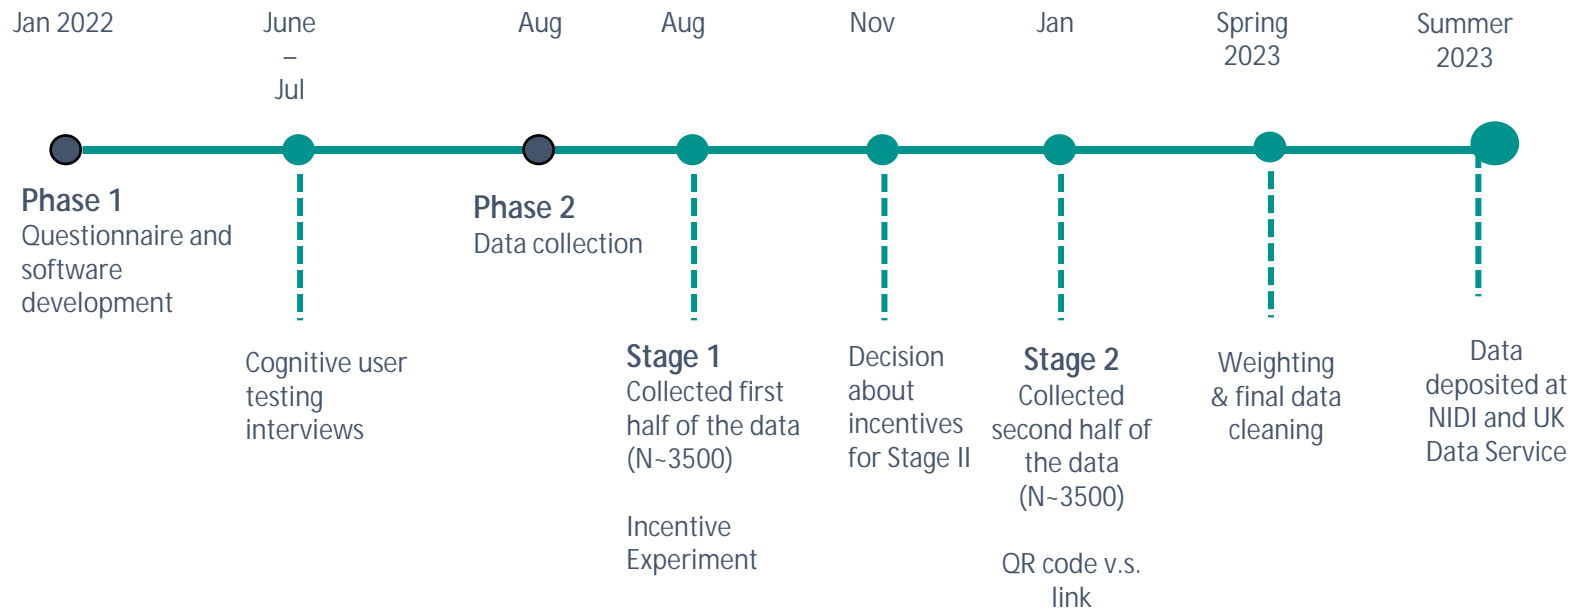 Jan 2022
June
–
Jul
Aug
Aug
Nov
Jan
Spring
2023
Summer
2023
Phase 1
Questionnaire and
software
development
Phase 2
Data collection
Cognitive user
testing
interviews
Stage 1
Collected first
half of the data
(N~3500)
Incentive
Experiment
Decision
about
incentives
for Stage II
Stage 2
Collected
second half of
the data
(N~3500)
QR code v.s.
link
Weighting
& final data
cleaning
Data
deposited at
NIDI and UK
Data Service